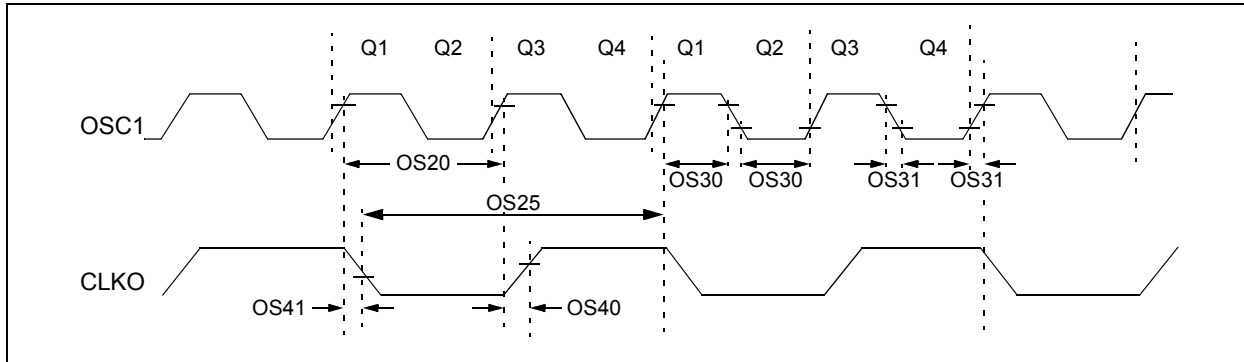 Q1 Q2 Q3 Q4 Q1 Q2 Q3 Q4
OSC1
OS20
OS30 OS30 OS31 OS31
OS25
CLKO
OS41 OS40